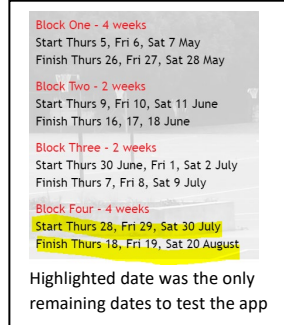 Block One - 4 weeks
Start Thurs 5, Fri 6, Sat 7 May
Finish Thurs 26, Fri 27, Sat 28 May
Block Two - 2 weeks
Start Thurs 9, Fri 10, Sat 11 June
Finish Thurs 16, 17, 18 June
Block Three - 2 weeks
Start Thurs 30 June, Fri 1, Sat 2 July
Finish Thurs 7, Fri 8, Sat 9 July
Block Four - 4 weeks
Start Thurs 28, Fri 29, Sat 30 July
Finish Thurs 18, Fri 19, Sat 20 August
Highlighted date was the only
remaining dates to test the app